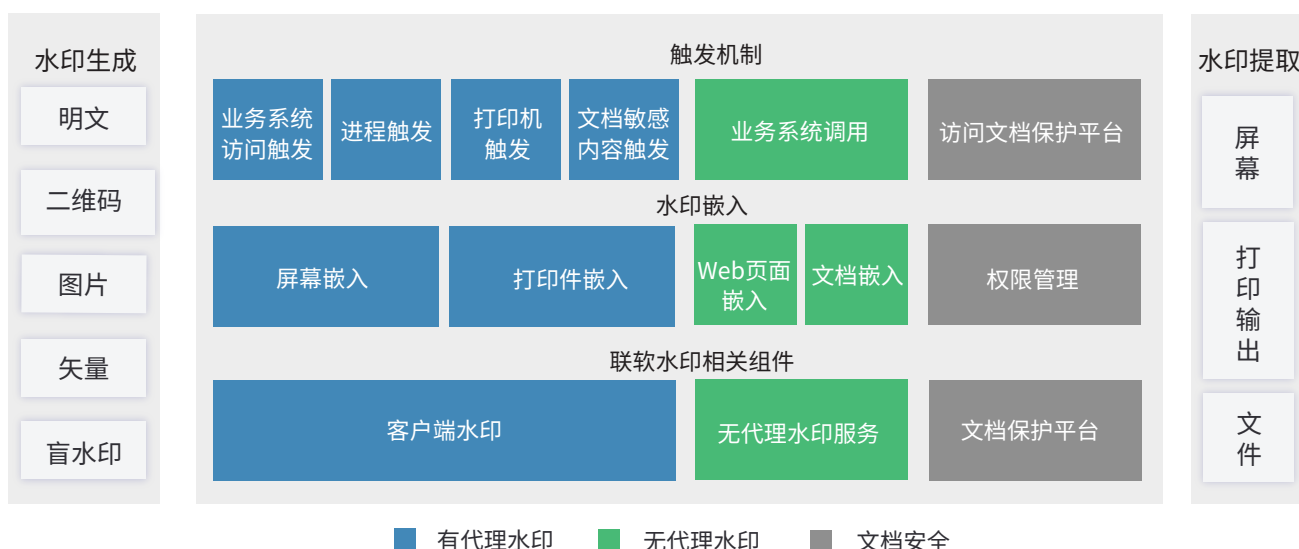 水印生成
明文
二维码
图片
矢量
盲水印
触发机制
业务系统
访问触发
进程触发
打印机
触发
文档敏感
内容触发
业务系统调用
访问文档保护平台
水印嵌入
屏幕嵌入
打印件嵌入
Web页面
嵌入
文档嵌入
权限管理
联软水印相关组件
客户端水印
无代理水印服务
文档保护平台
水印提取
屏
幕
打
印
输
出
文
件
有代理水印
无代理水印
文档安全